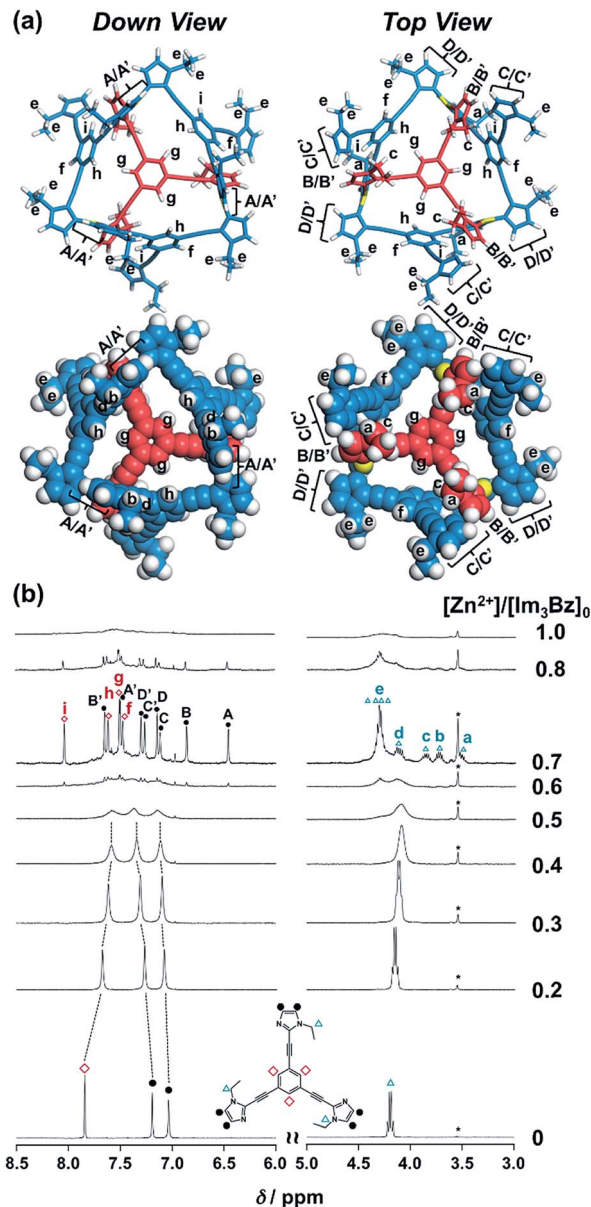 (a) Down View Top View
A/A' e e D/D' B/B' C/C'
e e i e e a e e
e i f e f i c i e
e f h h f e C/C' h a h f e
g g g g
e h g A/A' B/B' g c e
e A/A' h e D/D' h c a B/B' D/D'
e e i f e e e f i e C/C'
e e
A/A' D/D' B/B' C/C'
e e e e
e d b h d e f a c e
h g g b C/C' a c g g f
e g A/A' B/B' g e
A/A' b d h e D/D' f c a B/B' D/D'
e e e e e C/C'
(b) [Zn²⁺]/[Im₃Bz]₀
1.0
0.8
g e
i B' h A' D' f C' D C B A d c b a
* 0.7
* 0.6
* 0.5
* 0.4
* 0.3
* 0.2
N N
N N N N
* 0
8.5 8.0 7.5 7.0 6.5 6.0 5.0 4.5 4.0 3.5 3.0
δ / ppm